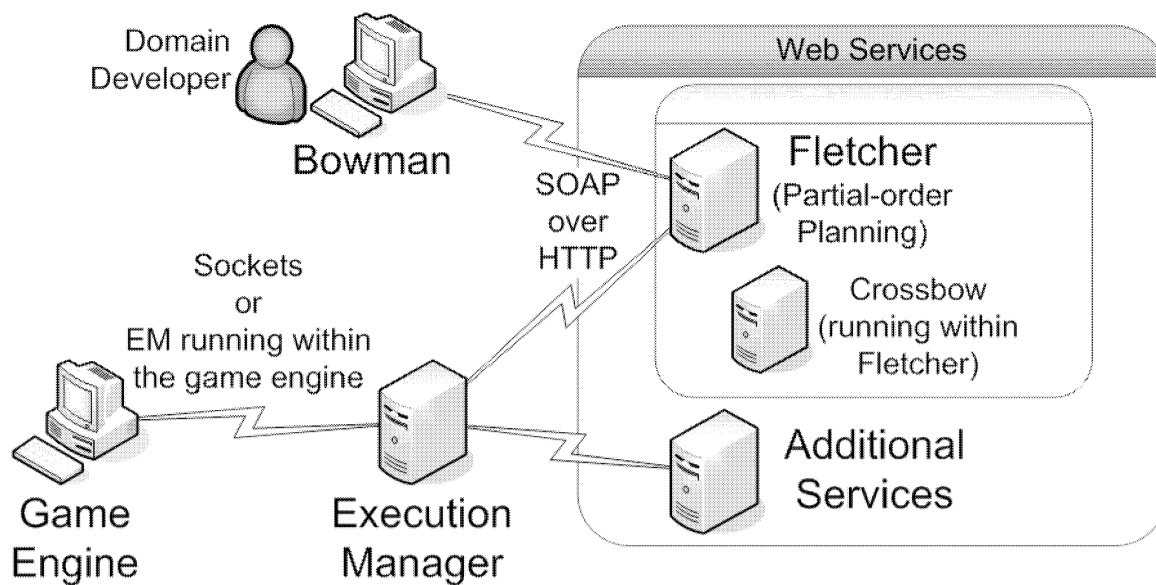 Domain
Developer
Bowman
Web Services
Fletcher
(Partial-order
Planning)
SOAP
over
HTTP
Crossbow
(running within
Fletcher)
Sockets
or
EM running within
the game engine
Game
Engine
Execution
Manager
Additional
Services